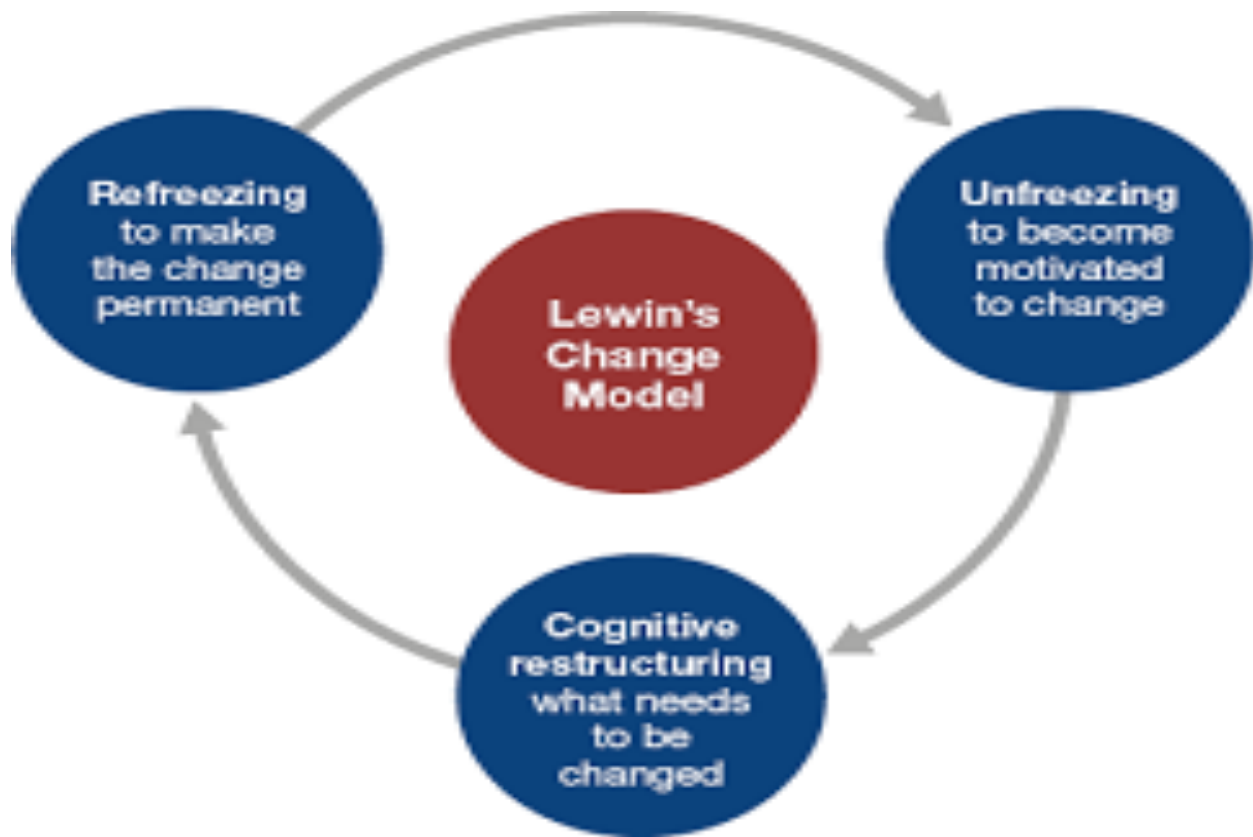 Refreezing
to make
the change
permanent
Unfreezing
to become
motivated
to change
Lewin's
Change
Model
Cognitive
restructuring
what needs
to be
changed